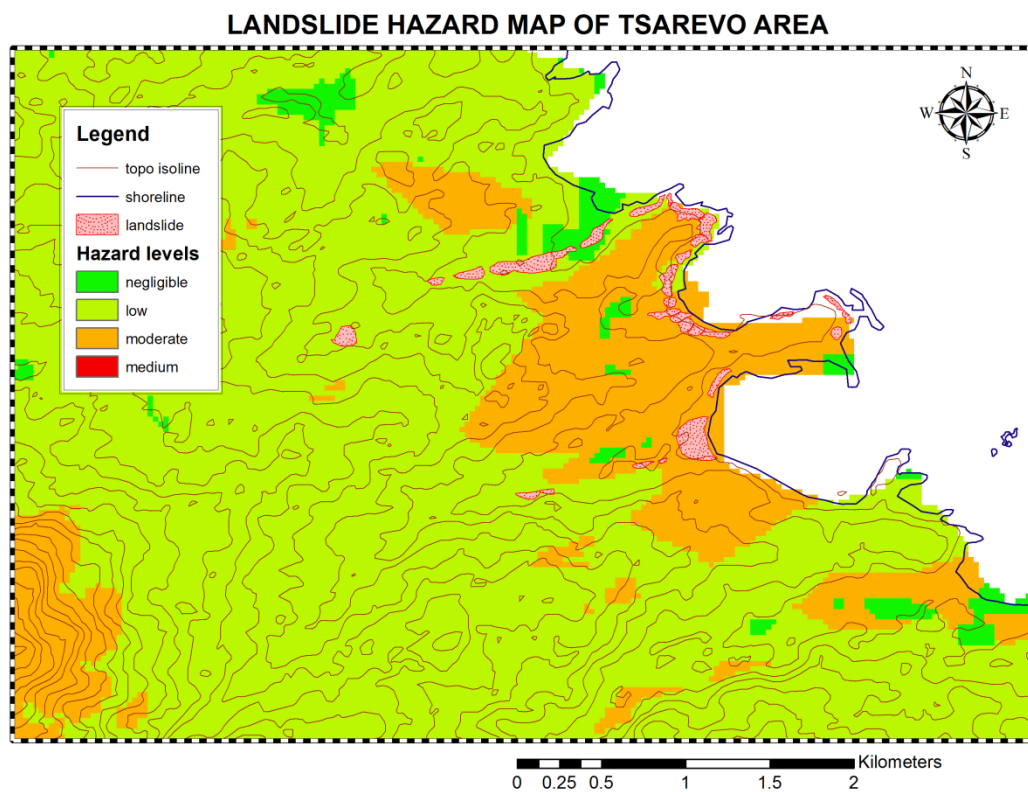 LANDSLIDE HAZARD MAP OF TSAREVO AREA
N
W E
S
Legend
topo isoline
shoreline
landslide
Hazard levels
negligible
low
moderate
medium
Kilometers
0 0.25 0.5 1 1.5 2